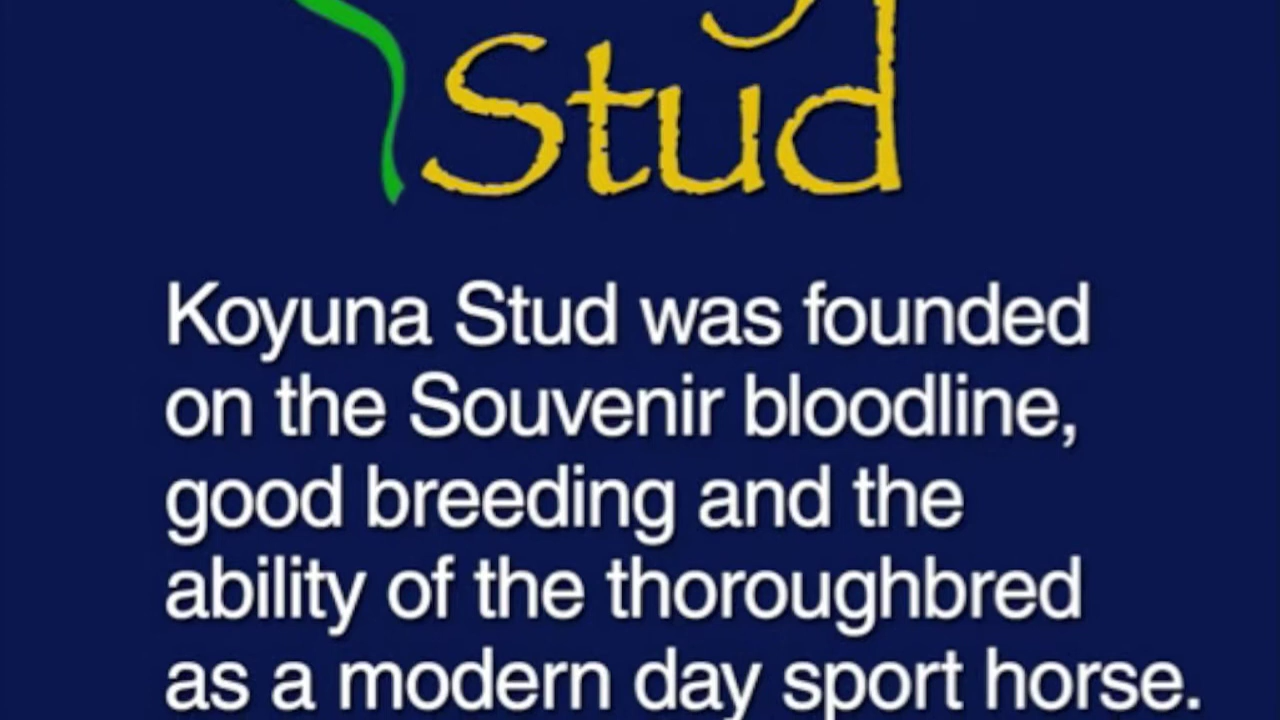 Stud
Koyuna Stud was founded
on the Souvenir bloodline,
good breeding and the
ability of the thoroughbred
as a modern day sport horse.